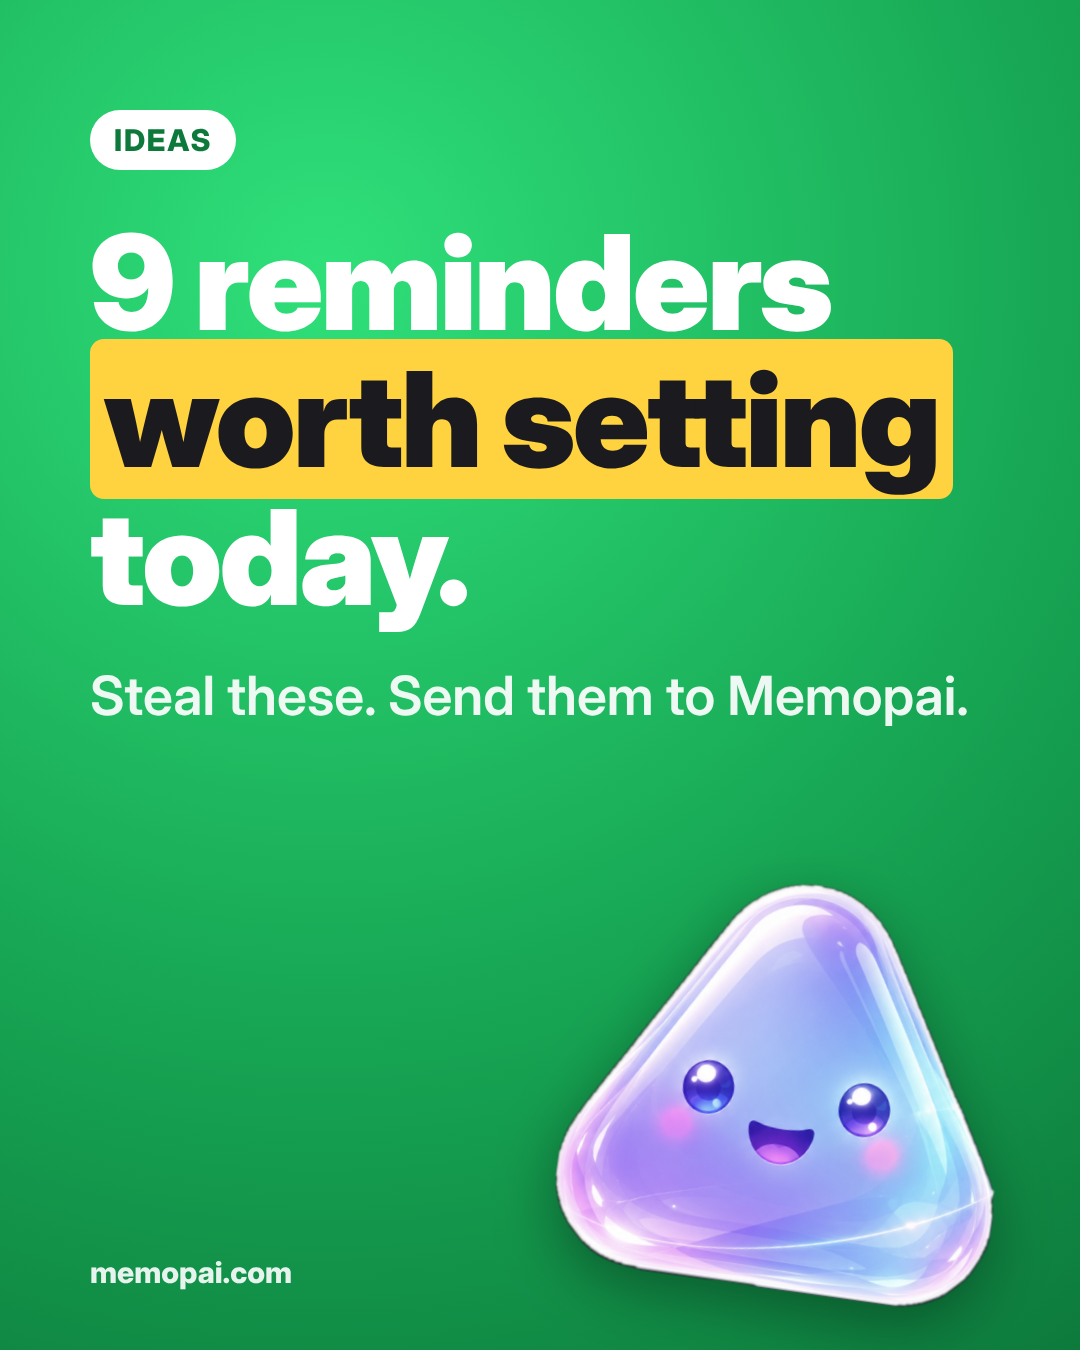 IDEAS
9 reminders
worth setting
today.
Steal these. Send them to Memopai.
memopai.com